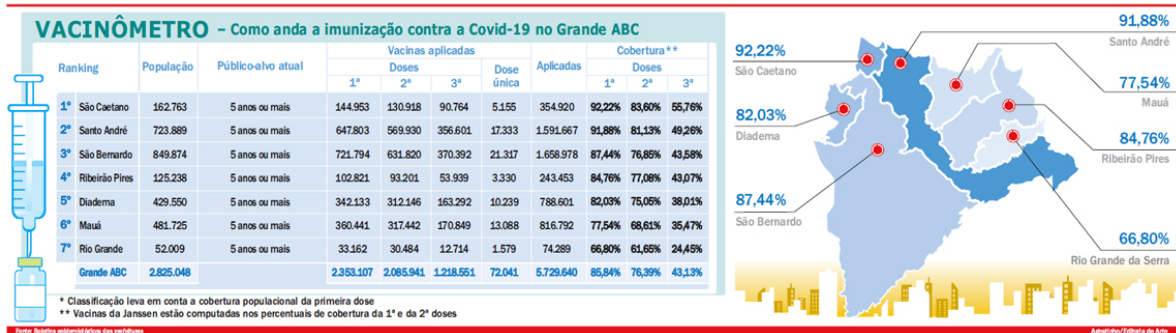 VACINÔMETRO – Como anda a imunização contra a Covid-19 no Grande ABC
Ranking População Público-alvo atual Vacinas aplicadas Aplicadas Cobertura**
Doses Dose única Doses
1ª 2ª 3ª 1ª 2ª 3ª
1º São Caetano 162.763 5 anos ou mais 144.953 130.918 90.764 5.155 354.920 92,22% 83,60% 55,76%
2º Santo André 723.889 5 anos ou mais 647.803 569.930 356.601 17.333 1.591.667 91,88% 81,13% 49,26%
3º São Bernardo 849.874 5 anos ou mais 721.794 631.820 370.392 21.317 1.658.978 87,44% 76,85% 43,58%
4º Ribeirão Pires 125.238 5 anos ou mais 102.821 93.201 53.939 3.330 243.453 84,76% 77,08% 43,07%
5º Diadema 429.550 5 anos ou mais 342.133 312.146 163.292 10.239 788.601 82,03% 75,05% 38,01%
6º Mauá 481.725 5 anos ou mais 360.441 317.442 170.849 13.088 816.792 77,54% 68,61% 35,47%
7º Rio Grande 52.009 5 anos ou mais 33.162 30.484 12.714 1.579 74.289 66,80% 61,65% 24,45%
Grande ABC 2.825.048 2.353.107 2.085.941 1.218.551 72.041 5.729.640 85,84% 76,39% 43,13%
* Classificação leva em conta a cobertura populacional da primeira dose
** Vacinas da Janssen estão computadas nos percentuais de cobertura da 1ª e da 2ª doses
Fonte: Boletins epidemiológicos das prefeituras
92,22%
São Caetano
82,03%
Diadema
87,44%
São Bernardo
91,88%
Santo André
77,54%
Mauá
84,76%
Ribeirão Pires
66,80%
Rio Grande da Serra
Agostinho/Editoria de Arte